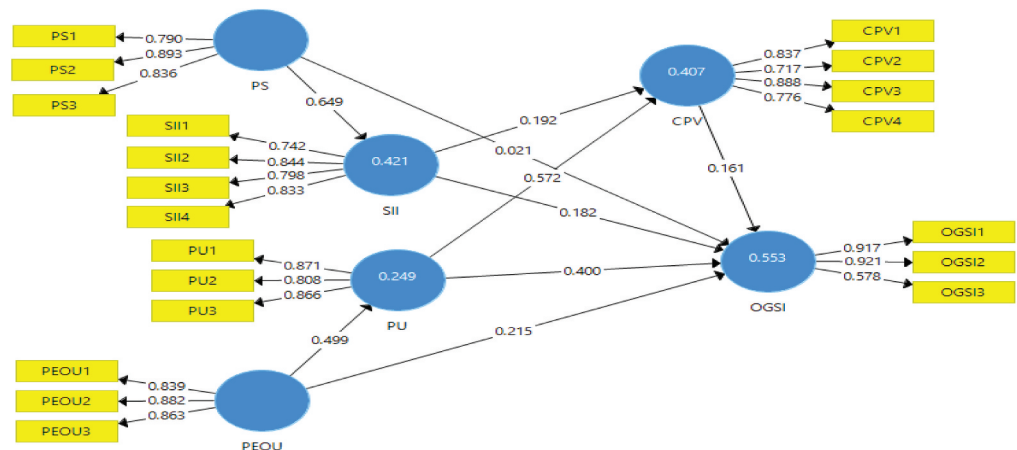 PS1
0.790
PS2
0.893
PS3
0.836
PS
0.649
SII1
0.742
SII2
0.844
SII3
0.798
SII4
0.833
0.421
SII
0.192
0.021
0.572
0.182
0.407
CPV
CPV1
0.837
CPV2
0.717
CPV3
0.888
CPV4
0.776
0.161
PU1
0.871
PU2
0.808
PU3
0.866
0.249
PU
0.400
0.553
OGSI
OGSI1
0.917
OGSI2
0.921
OGSI3
0.578
0.499
0.215
PEOU1
0.839
PEOU2
0.882
PEOU3
0.863
PEOU